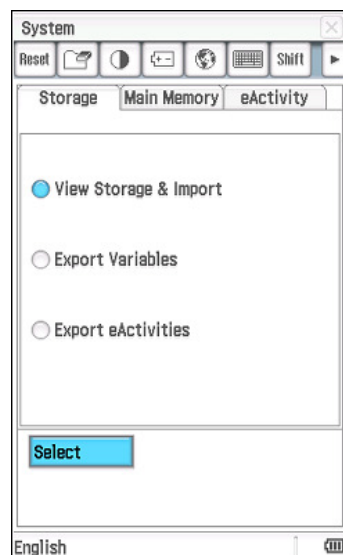 System
Reset Shift
Storage Main Memory eActivity
View Storage & Import
Export Variables
Export eActivities
Select
English